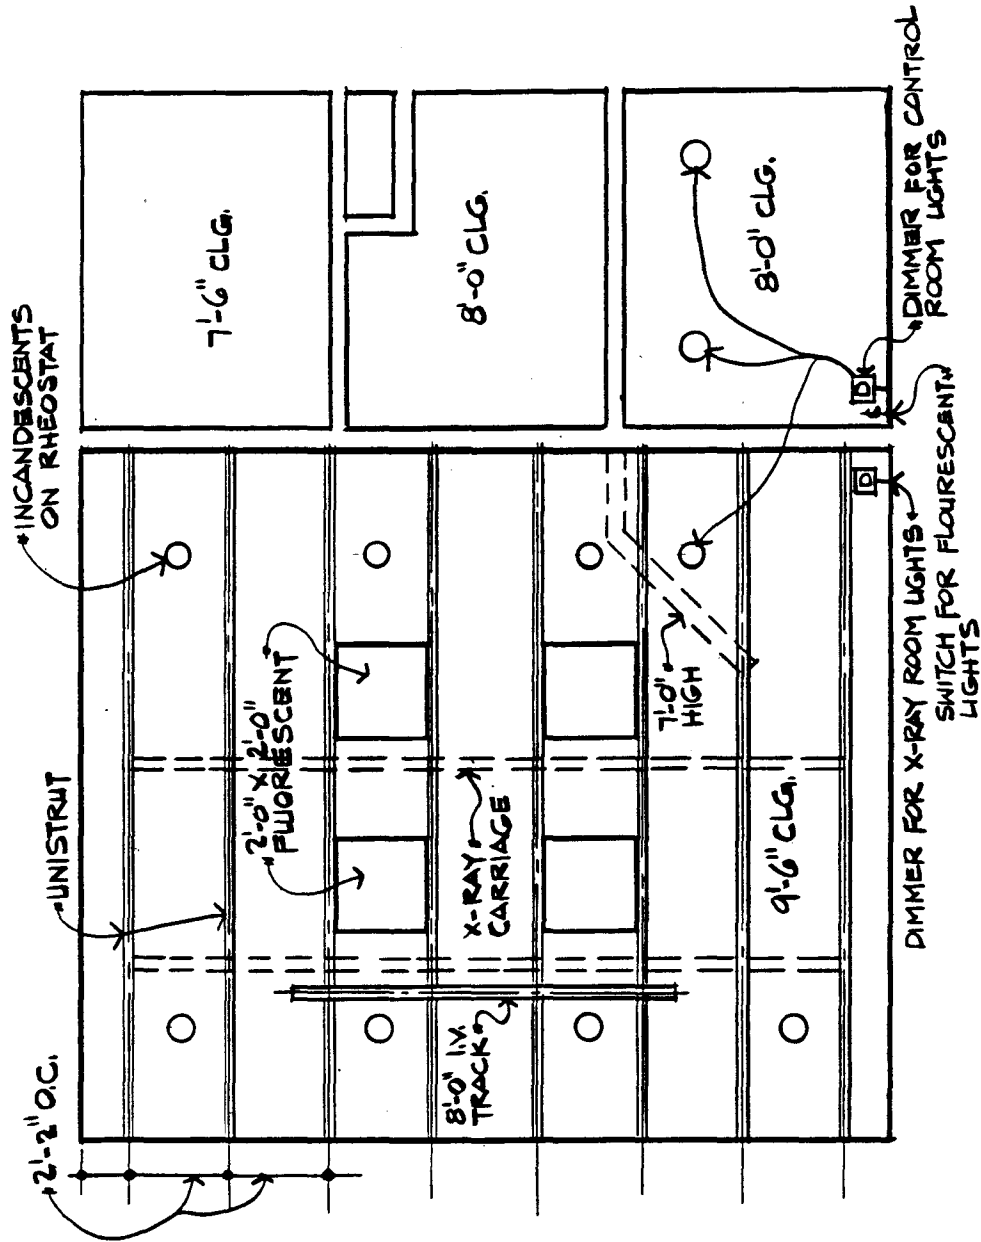 2'-2" O.C.
UNISTRUT
INCANDESCENTS
ON RHEOSTAT
2'-0" X 2'-0"
FLUORESCENT
7'-6" CLG.
8'-0" I.V.
TRACK
X-RAY
CARRIAGE
8'-0" CLG.
7'-0"
HIGH
9'-6" CLG.
8'-0" CLG.
D
D
S
DIMMER FOR X-RAY ROOM LIGHTS
SWITCH FOR FLOURESCENT
LIGHTS
DIMMER FOR CONTROL
ROOM LIGHTS